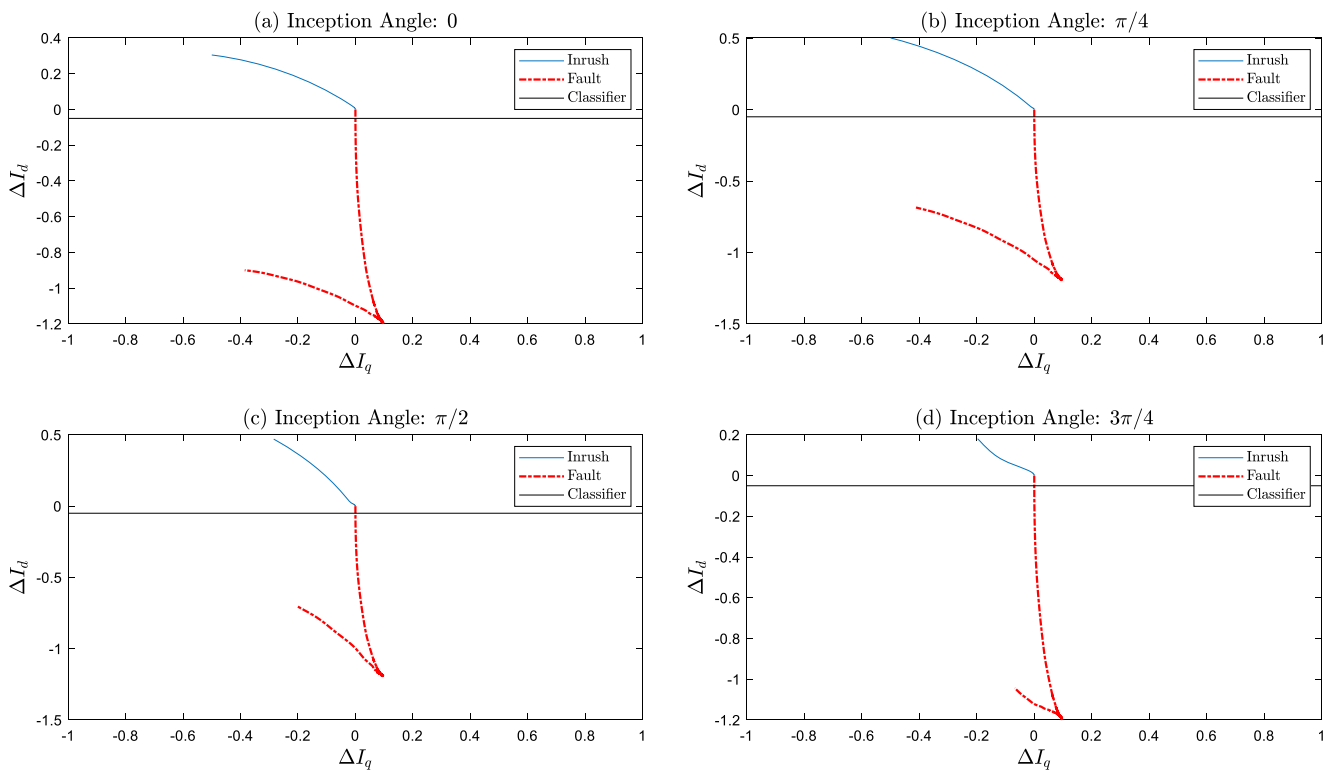 (a) Inception Angle: 0
0.4
0.2
0
-0.2
-0.4
-0.6
-0.8
-1
-1.2
ΔI_d
-1 -0.8 -0.6 -0.4 -0.2 0 0.2 0.4 0.6 0.8 1
ΔI_q
Inrush
Fault
Classifier
(b) Inception Angle: π/4
0.5
0
-0.5
-1
-1.5
ΔI_d
-1 -0.8 -0.6 -0.4 -0.2 0 0.2 0.4 0.6 0.8 1
ΔI_q
Inrush
Fault
Classifier
(c) Inception Angle: π/2
0.5
0
-0.5
-1
-1.5
ΔI_d
-1 -0.8 -0.6 -0.4 -0.2 0 0.2 0.4 0.6 0.8 1
ΔI_q
Inrush
Fault
Classifier
(d) Inception Angle: 3π/4
0.2
0
-0.2
-0.4
-0.6
-0.8
-1
-1.2
ΔI_d
-1 -0.8 -0.6 -0.4 -0.2 0 0.2 0.4 0.6 0.8 1
ΔI_q
Inrush
Fault
Classifier